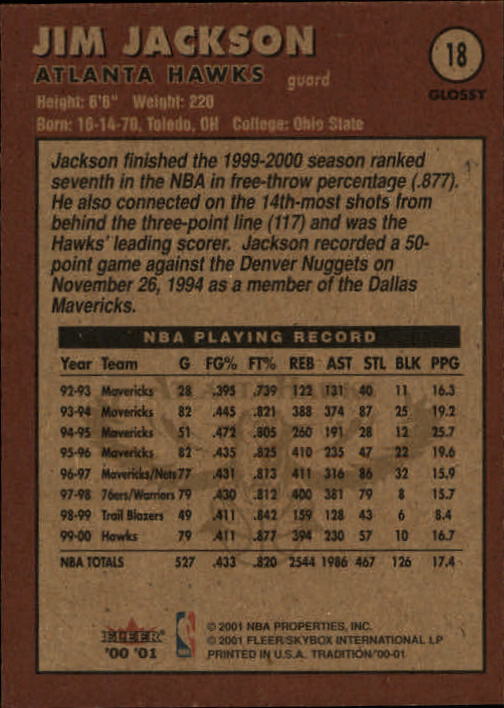 JIM JACKSON
18
ATLANTA HAWKS guard
GLOSSY
Height: 6'6" Weight: 220
Born: 10-14-70, Toledo, OH College: Ohio State
Jackson finished the 1999-2000 season ranked
seventh in the NBA in free-throw percentage (.877).
He also connected on the 14th-most shots from
behind the three-point line (117) and was the
Hawks' leading scorer. Jackson recorded a 50-
point game against the Denver Nuggets on
November 26, 1994 as a member of the Dallas
Mavericks.
NBA PLAYING RECORD
Year Team G FG% FT% REB AST STL BLK PPG
92-93 Mavericks 28 .395 .739 122 131 40 11 16.3
93-94 Mavericks 82 .445 .821 388 374 87 25 19.2
94-95 Mavericks 51 .472 .805 260 191 28 12 25.7
95-96 Mavericks 82 .435 .825 410 235 47 22 19.6
96-97 Mavericks/Nets 77 .431 .813 411 316 86 32 15.9
97-98 76ers/Warriors 79 .430 .812 400 381 79 8 15.7
98-99 Trail Blazers 49 .411 .842 159 128 43 6 8.4
99-00 Hawks 79 .411 .877 394 230 57 10 16.7
NBA TOTALS 527 .433 .820 2544 1986 467 126 17.4
FLEER
'00 '01
© 2001 NBA PROPERTIES, INC.
© 2001 FLEER/SKYBOX INTERNATIONAL LP
PRINTED IN U.S.A. TRADITION/'00-01